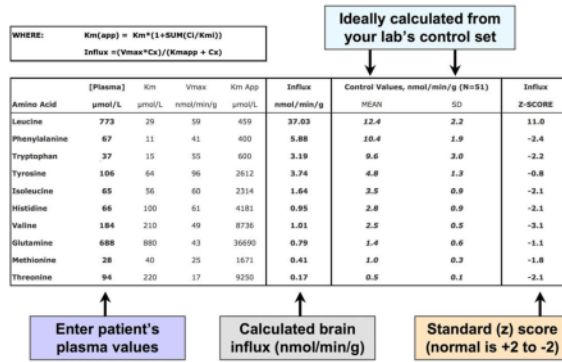 Ideally calculated from
your lab's control set
WHERE: Km(app) = Km*(1+SUM(Ci/Kmi))
Influx =(Vmax*Cx)/(Kmapp + Cx)
[Plasma] Km Vmax Km App Influx Control Values, nmol/min/g (N=51) Influx
Amino Acid µmol/L µmol/L nmol/min/g µmol/L nmol/min/g MEAN SD Z-SCORE
Leucine 773 29 59 459 37.03 12.4 2.2 11.0
Phenylalanine 67 11 41 400 5.88 10.4 1.9 -2.4
Tryptophan 37 15 55 600 3.19 9.6 3.0 -2.2
Tyrosine 106 64 96 2612 3.74 4.8 1.3 -0.8
Isoleucine 65 56 60 2314 1.64 3.5 0.9 -2.1
Histidine 66 100 61 4181 0.95 2.8 0.9 -2.1
Valine 184 210 49 8736 1.01 2.5 0.5 -3.1
Glutamine 688 880 43 36690 0.79 1.4 0.6 -1.1
Methionine 28 40 25 1671 0.41 1.0 0.3 -1.8
Threonine 94 220 17 9250 0.17 0.5 0.1 -2.1
Enter patient's
plasma values
Calculated brain
influx (nmol/min/g)
Standard (z) score
(normal is +2 to -2)